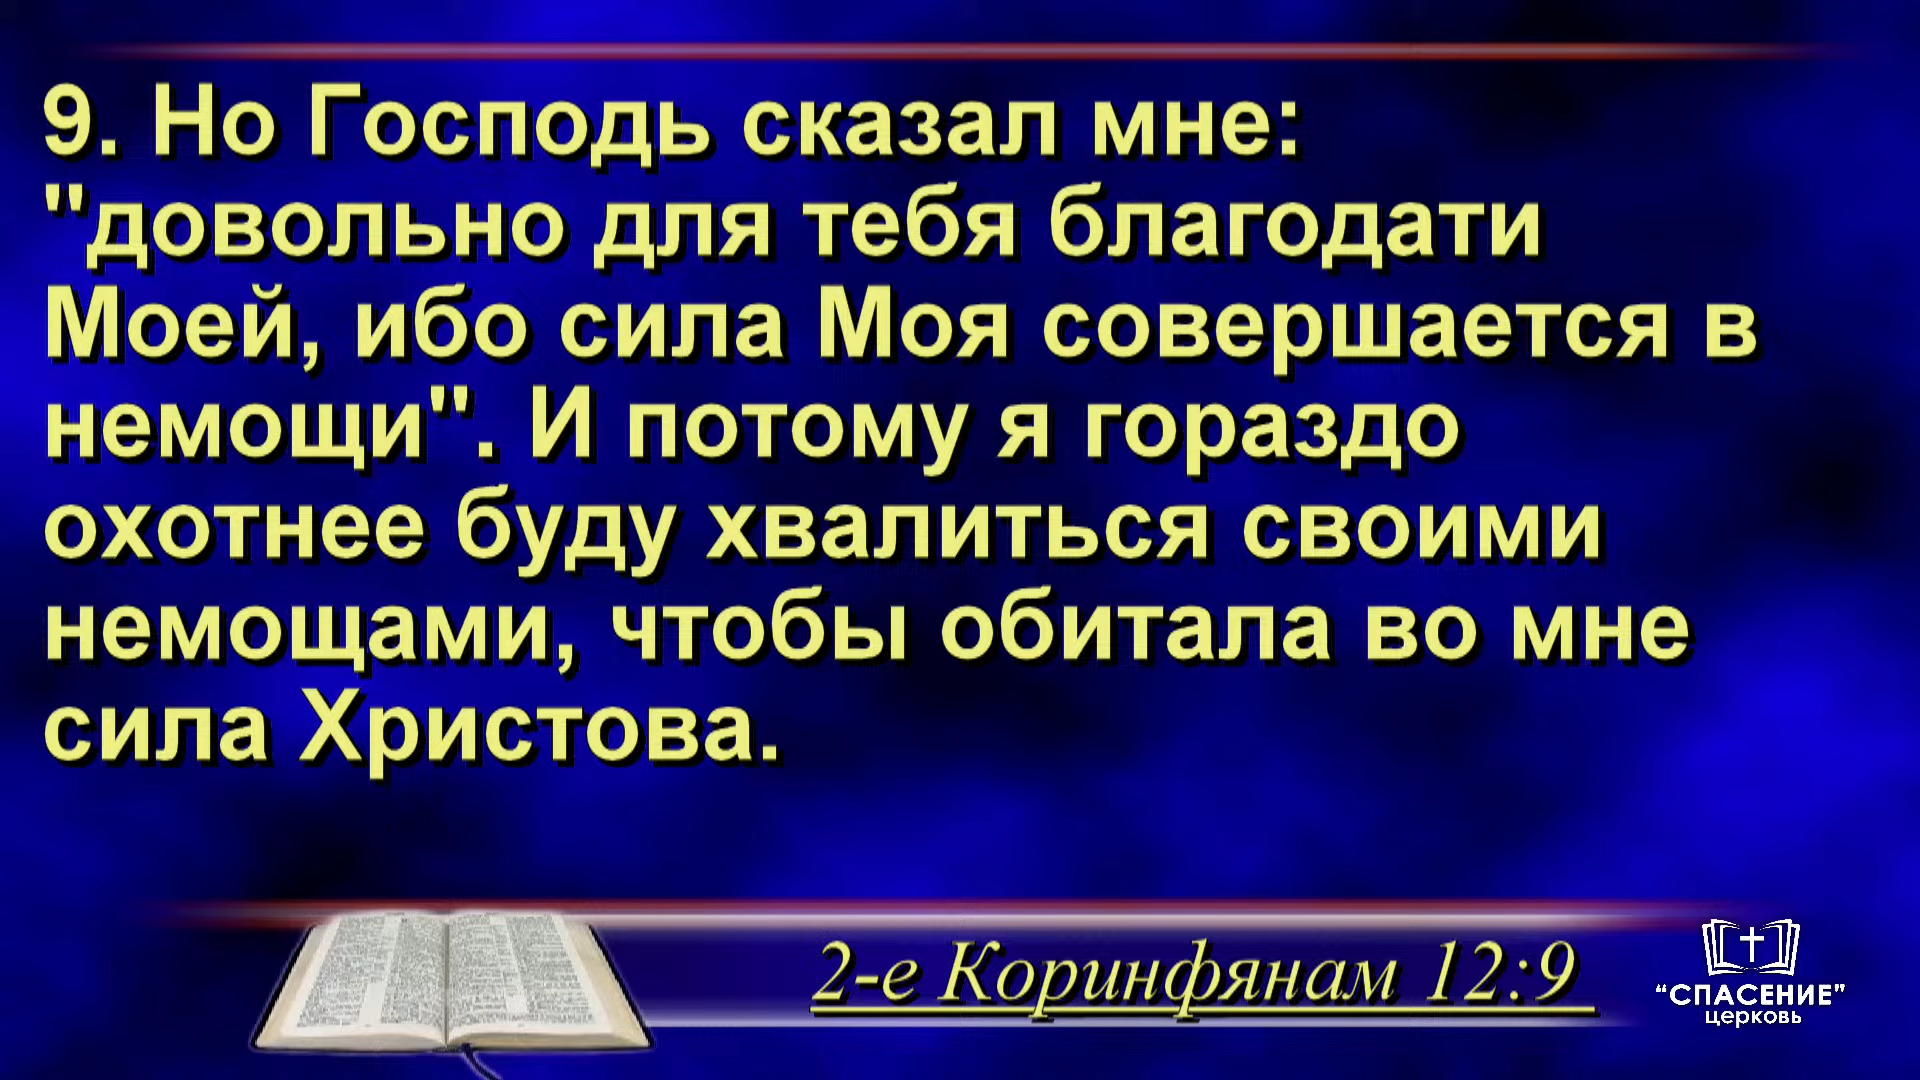 9. Но Господь сказал мне:
"довольно для тебя благодати
Моей, ибо сила Моя совершается в
немощи". И потому я гораздо
охотнее буду хвалиться своими
немощами, чтобы обитала во мне
сила Христова.
2-е Коринфянам 12:9
“СПАСЕНИЕ”
церковь